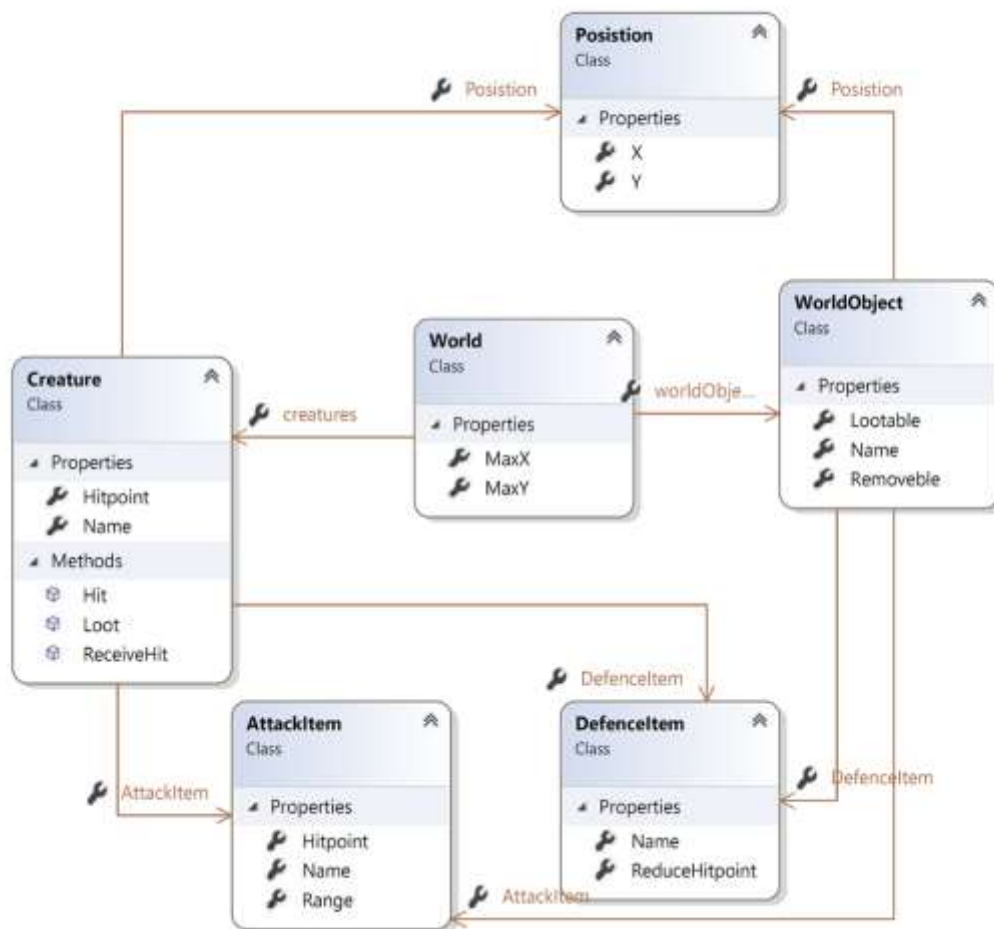 Posistion
Class
Properties
X
Y
Posistion
Posistion
WorldObject
Class
Properties
Lootable
Name
Removeble
World
Class
Properties
MaxX
MaxY
creatures
worldObje...
Creature
Class
Properties
Hitpoint
Name
Methods
Hit
Loot
ReceiveHit
DefenceItem
AttackItem
AttackItem
Class
Properties
Hitpoint
Name
Range
DefenceItem
Class
Properties
Name
ReduceHitpoint
DefenceItem
AttackItem